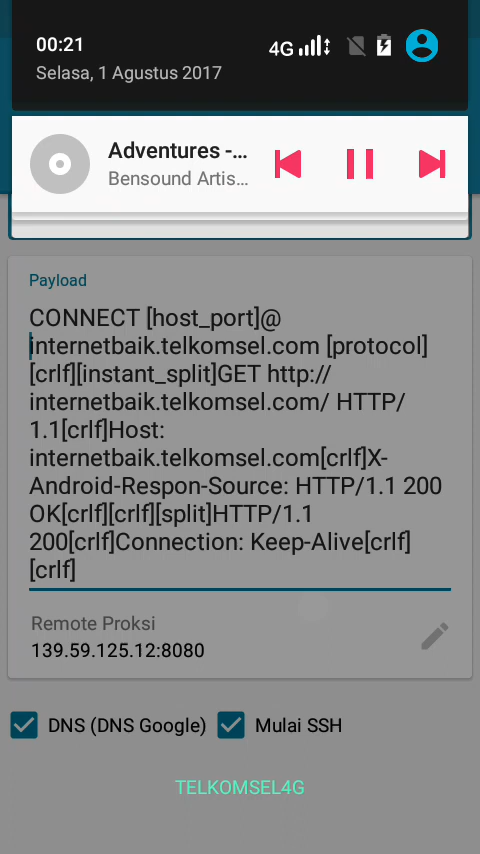 00:21
4G
Selasa, 1 Agustus 2017
Adventures -...
Bensound Artis...
Payload
CONNECT [host_port]@
internetbaik.telkomsel.com [protocol]
[crlf][instant_split]GET http://
internetbaik.telkomsel.com/ HTTP/
1.1[crlf]Host:
internetbaik.telkomsel.com[crlf]X-
Android-Respon-Source: HTTP/1.1 200
OK[crlf][crlf][split]HTTP/1.1
200[crlf]Connection: Keep-Alive[crlf]
[crlf]
Remote Proksi
139.59.125.12:8080
DNS (DNS Google)
Mulai SSH
TELKOMSEL4G